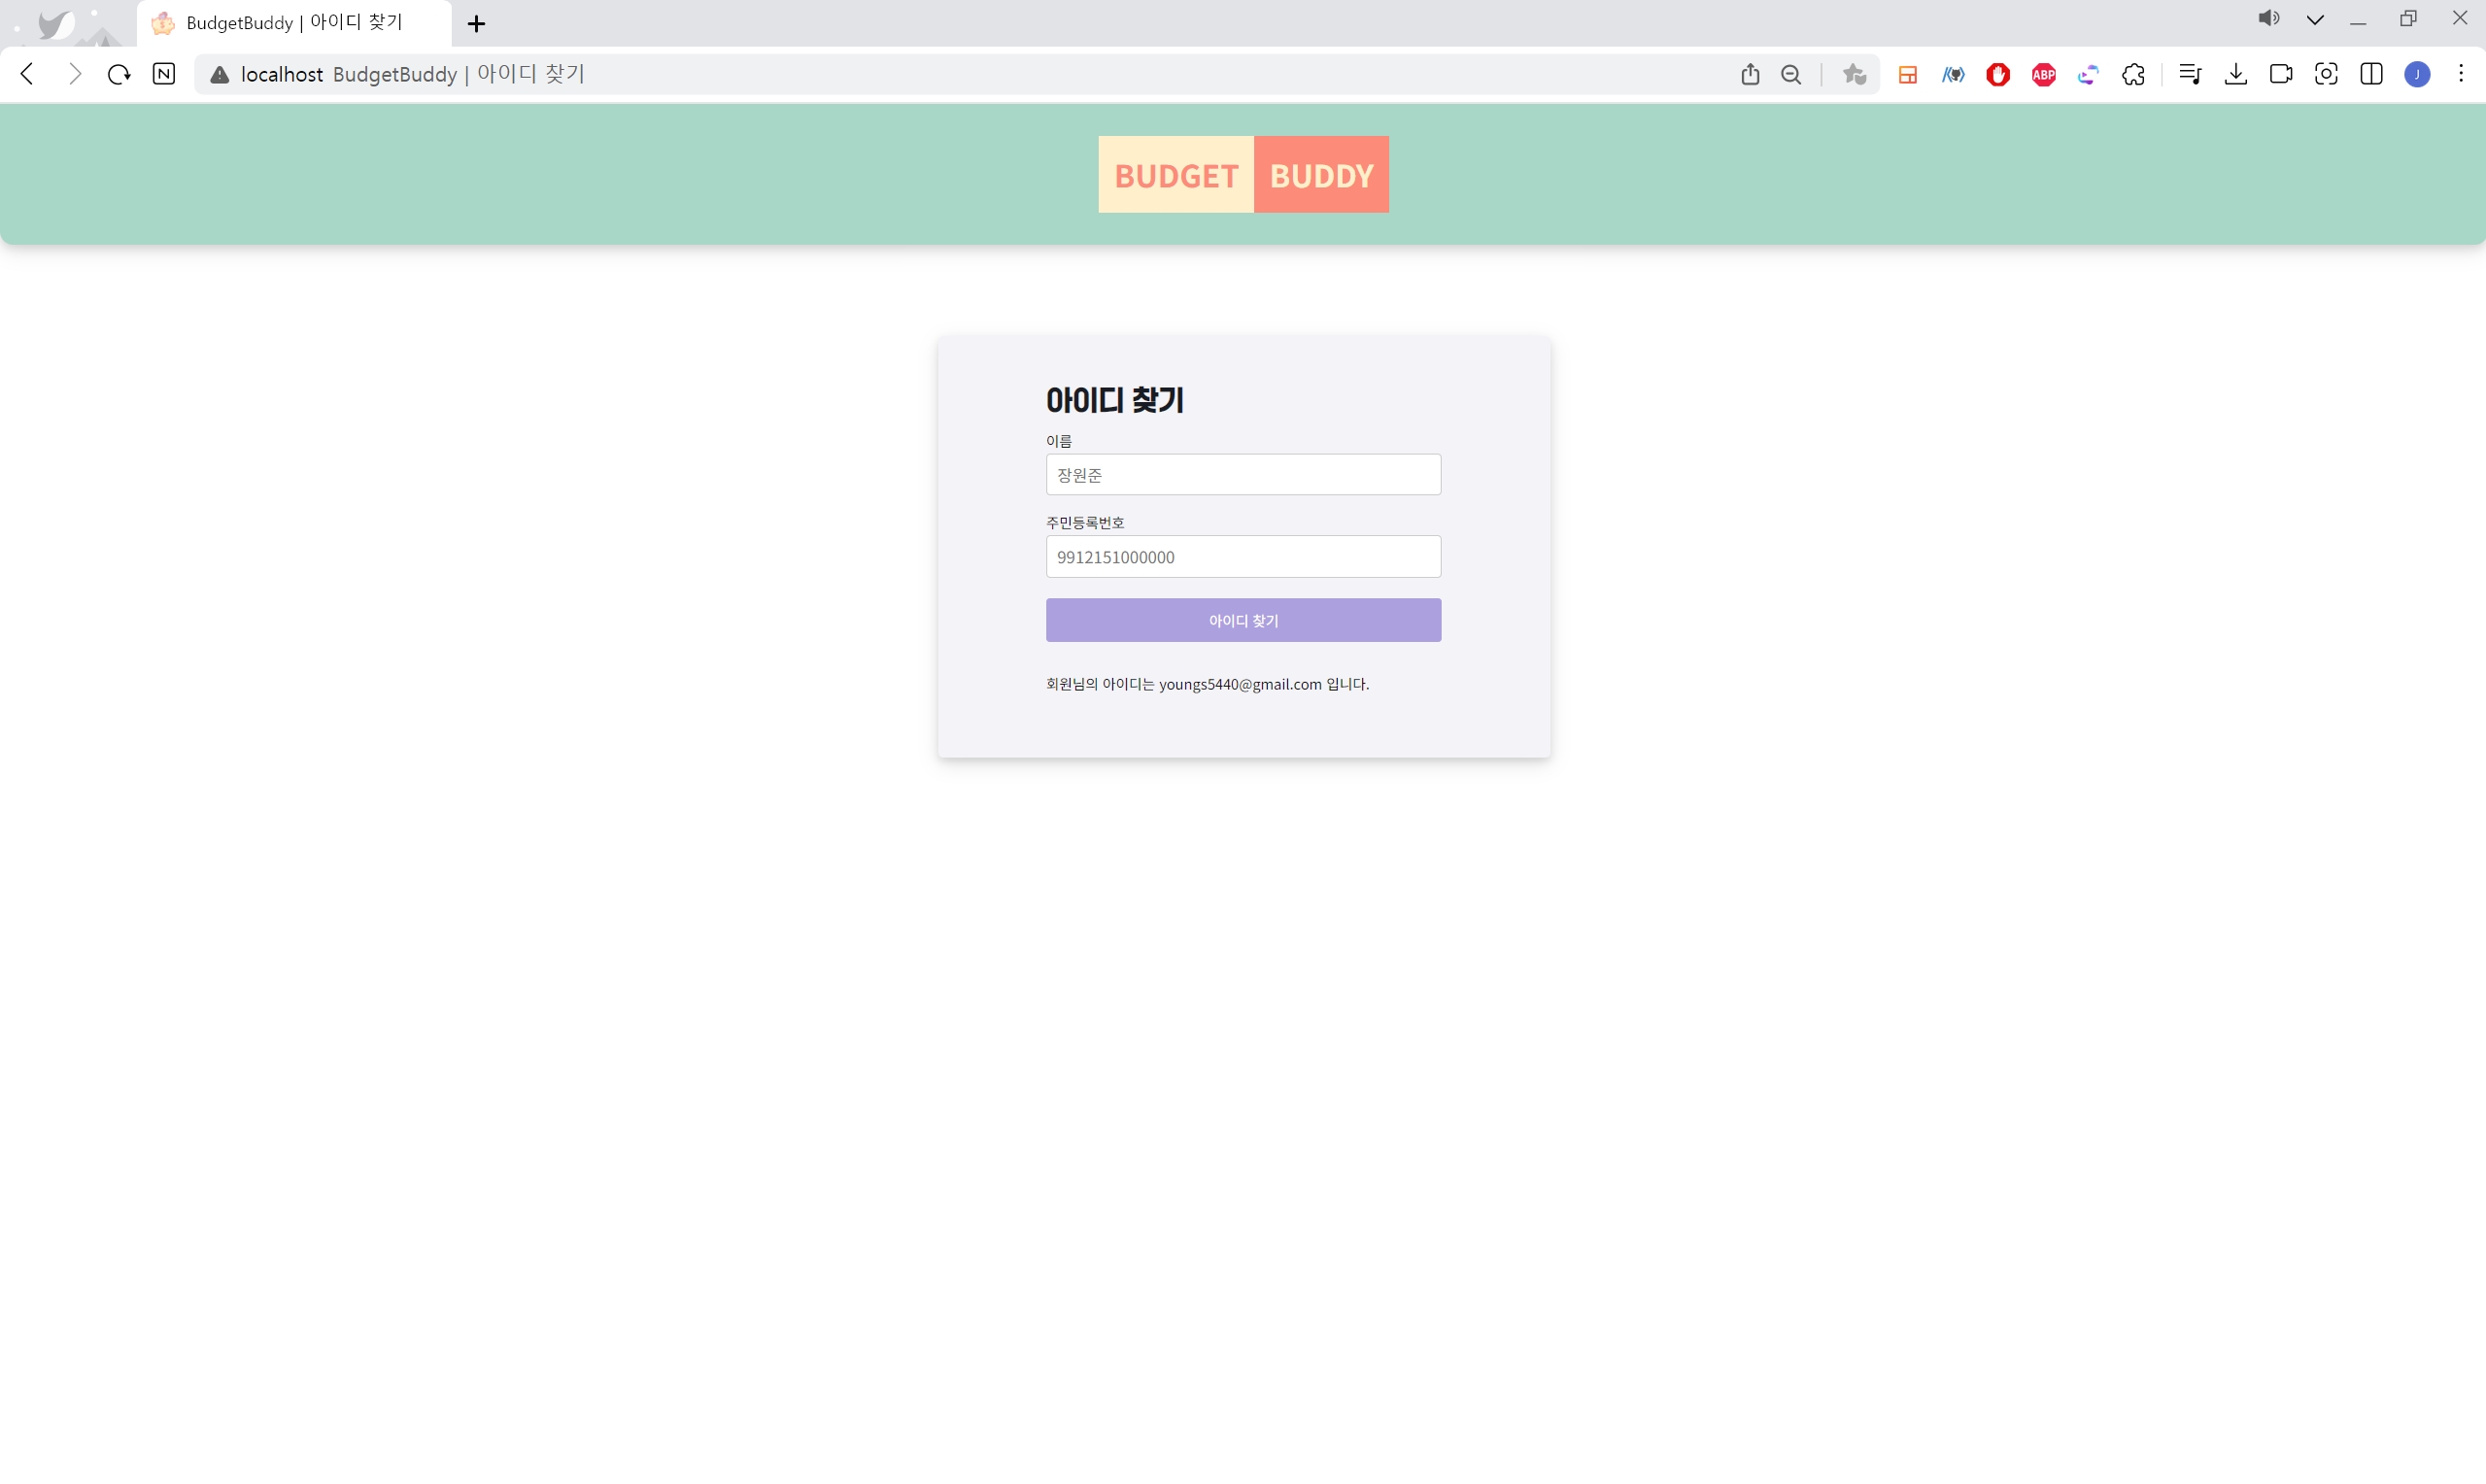 BudgetBuddy | 아이디 찾기
localhost BudgetBuddy | 아이디 찾기
N
ABP
J
BUDGET BUDDY
아이디 찾기
이름
장원준
주민등록번호
9912151000000
아이디 찾기
회원님의 아이디는 youngs5440@gmail.com 입니다.